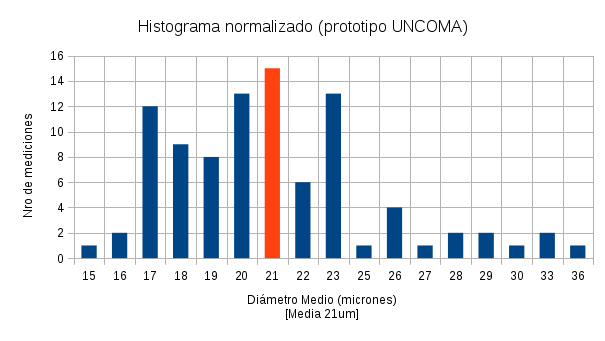 Histograma normalizado (prototipo UNCOMA)
16
14
12
10
8
6
4
2
0
Nro de mediciones
15 16 17 18 19 20 21 22 23 25 26 27 28 29 30 33 36
Diámetro Medio (micrones)
[Media 21um]